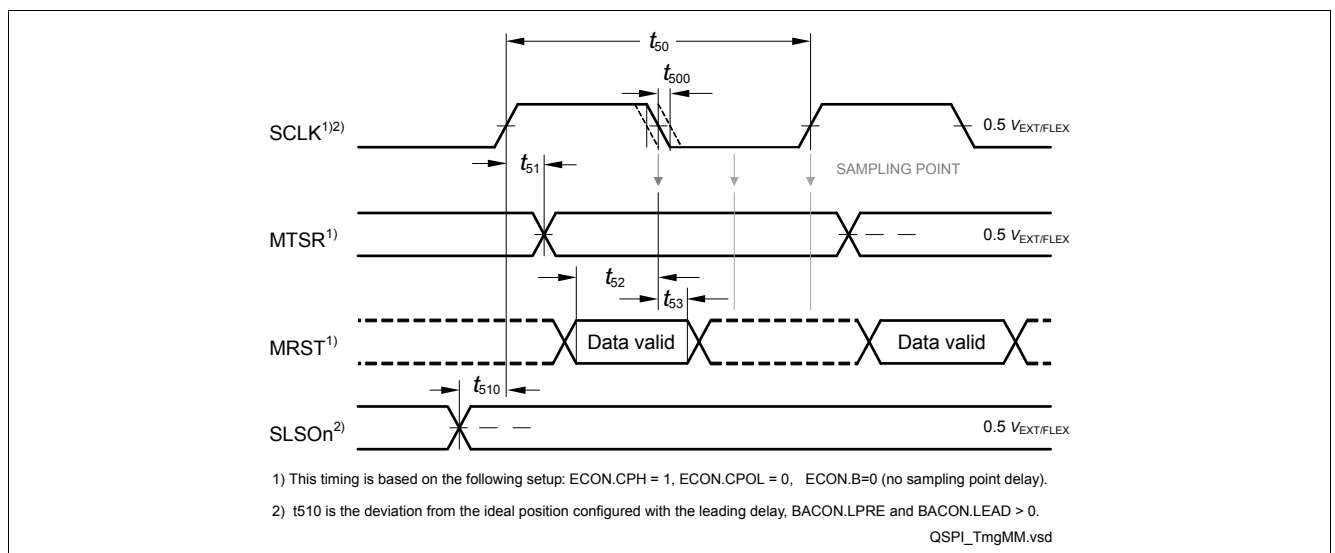 t50
t500
SCLK1)2)
0.5 VEXT/FLEX
t51
SAMPLING POINT
MTSR1)
0.5 VEXT/FLEX
t52
t53
MRST1)
Data valid
Data valid
t510
SLSOn2)
0.5 VEXT/FLEX
1) This timing is based on the following setup: ECON.CPH = 1, ECON.CPOL = 0, ECON.B=0 (no sampling point delay).
2) t510 is the deviation from the ideal position configured with the leading delay, BACON.LPRE and BACON.LEAD > 0.
QSPI_TmgMM.vsd